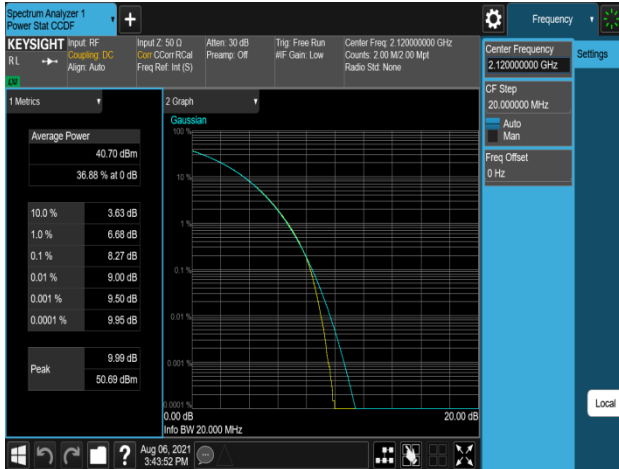 Spectrum Analyzer 1
Power Stat CCDF
Frequency
KEYSIGHT
RL
Input: RF
Coupling: DC
Align: Auto
Input Z: 50 Ω
Corr CCorr RCal
Freq Ref: Int (S)
Atten: 30 dB
Preamp: Off
Trig: Free Run
#IF Gain: Low
Center Freq: 2.120000000 GHz
Counts: 2.00 M/2.00 Mpt
Radio Std: None
1 Metrics
Average Power
40.70 dBm
36.88 % at 0 dB
10.0 % 3.63 dB
1.0 % 6.68 dB
0.1 % 8.27 dB
0.01 % 9.00 dB
0.001 % 9.50 dB
0.0001 % 9.95 dB
Peak
9.99 dB
50.69 dBm
2 Graph
Gaussian
100 %
10 %
1 %
0.1 %
0.01 %
0.001 %
0.0001 %
0.00 dB
20.00 dB
Info BW 20.000 MHz
Center Frequency
2.120000000 GHz
Settings
CF Step
20.000000 MHz
Auto
Man
Freq Offset
0 Hz
Local
Aug 06, 2021
3:43:52 PM